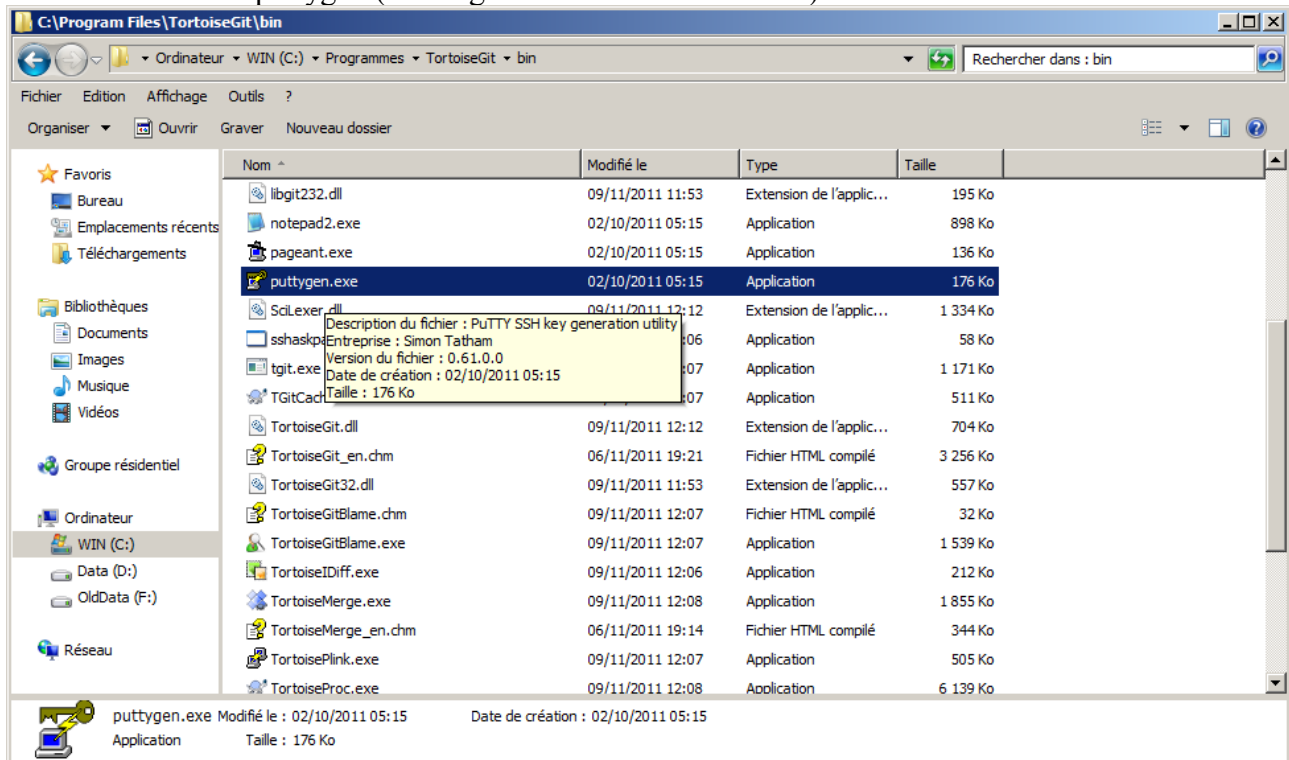 C:\Program Files\TortoiseGit\bin
Ordinateur WIN (C:) Programmes TortoiseGit bin
Rechercher dans : bin
Fichier Edition Affichage Outils ?
Organiser Ouvrir Graver Nouveau dossier
Favoris
Bureau
Emplacements récents
Téléchargements
Bibliothèques
Documents
Images
Musique
Vidéos
Groupe résidentiel
Ordinateur
WIN (C:)
Data (D:)
OldData (F:)
Réseau
Nom Modifié le Type Taille
libgit232.dll 09/11/2011 11:53 Extension de l'applic... 195 Ko
notepad2.exe 02/10/2011 05:15 Application 898 Ko
pageant.exe 02/10/2011 05:15 Application 136 Ko
puttygen.exe 02/10/2011 05:15 Application 176 Ko
SciLexer.dll 09/11/2011 12:12 Extension de l'applic... 1 334 Ko
sshaskp :06 Application 58 Ko
tgit.exe :07 Application 1 171 Ko
TGitCach :07 Application 511 Ko
Description du fichier : PuTTY SSH key generation utility
Entreprise : Simon Tatham
Version du fichier : 0.61.0.0
Date de création : 02/10/2011 05:15
Taille : 176 Ko
TortoiseGit.dll 09/11/2011 12:12 Extension de l'applic... 704 Ko
TortoiseGit_en.chm 06/11/2011 19:21 Fichier HTML compilé 3 256 Ko
TortoiseGit32.dll 09/11/2011 11:53 Extension de l'applic... 557 Ko
TortoiseGitBlame.chm 09/11/2011 12:07 Fichier HTML compilé 32 Ko
TortoiseGitBlame.exe 09/11/2011 12:07 Application 1 539 Ko
TortoiseIDiff.exe 09/11/2011 12:06 Application 212 Ko
TortoiseMerge.exe 09/11/2011 12:08 Application 1 855 Ko
TortoiseMerge_en.chm 06/11/2011 19:14 Fichier HTML compilé 344 Ko
TortoisePlink.exe 09/11/2011 12:07 Application 505 Ko
TortoiseProc.exe 09/11/2011 12:08 Application 6 139 Ko
puttygen.exe Modifié le : 02/10/2011 05:15 Date de création : 02/10/2011 05:15
Application Taille : 176 Ko